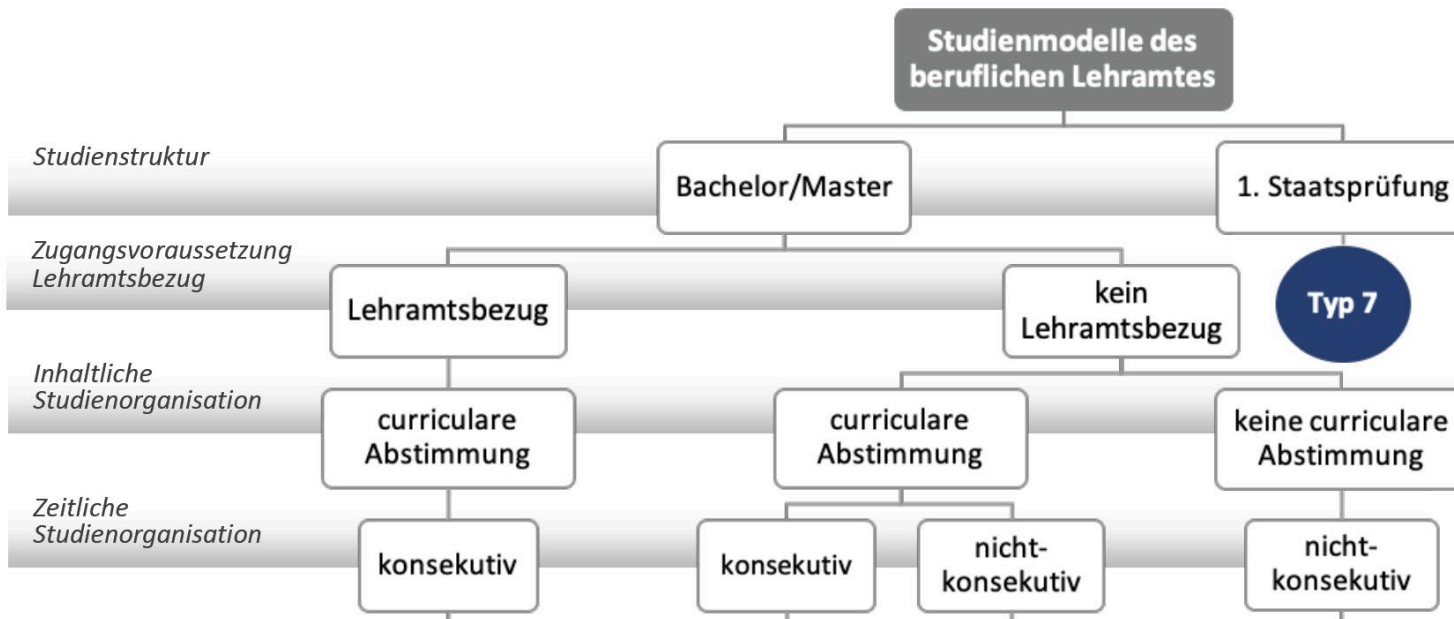 Studienmodelle des
beruflichen Lehramtes
Studienstruktur
Bachelor/Master
1. Staatsprüfung
Zugangsvoraussetzung
Lehramtsbezug
Lehramtsbezug
kein
Lehramtsbezug
Typ 7
Inhaltliche
Studienorganisation
curriculare
Abstimmung
curriculare
Abstimmung
keine curriculare
Abstimmung
Zeitliche
Studienorganisation
konsekutiv
konsekutiv
nicht-
konsekutiv
nicht-
konsekutiv